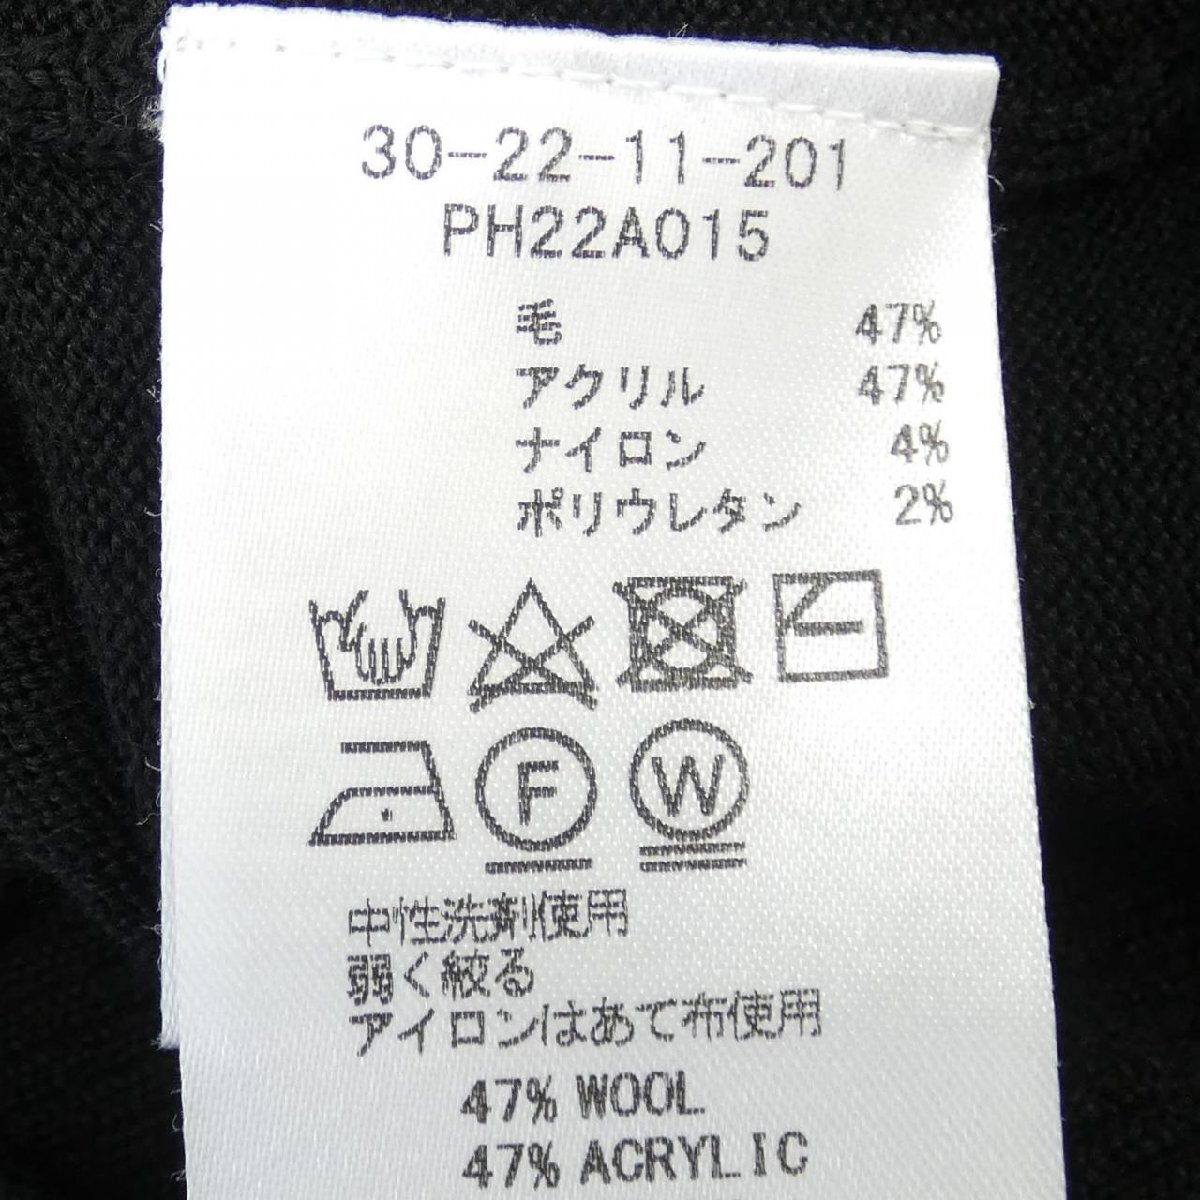 30-22-11-201
PH22A015
毛 47%
アクリル 47%
ナイロン 4%
ポリウレタン 2%
F W
中性洗剤使用
弱く絞る
アイロンはあて布使用
47% WOOL
47% ACRYLIC